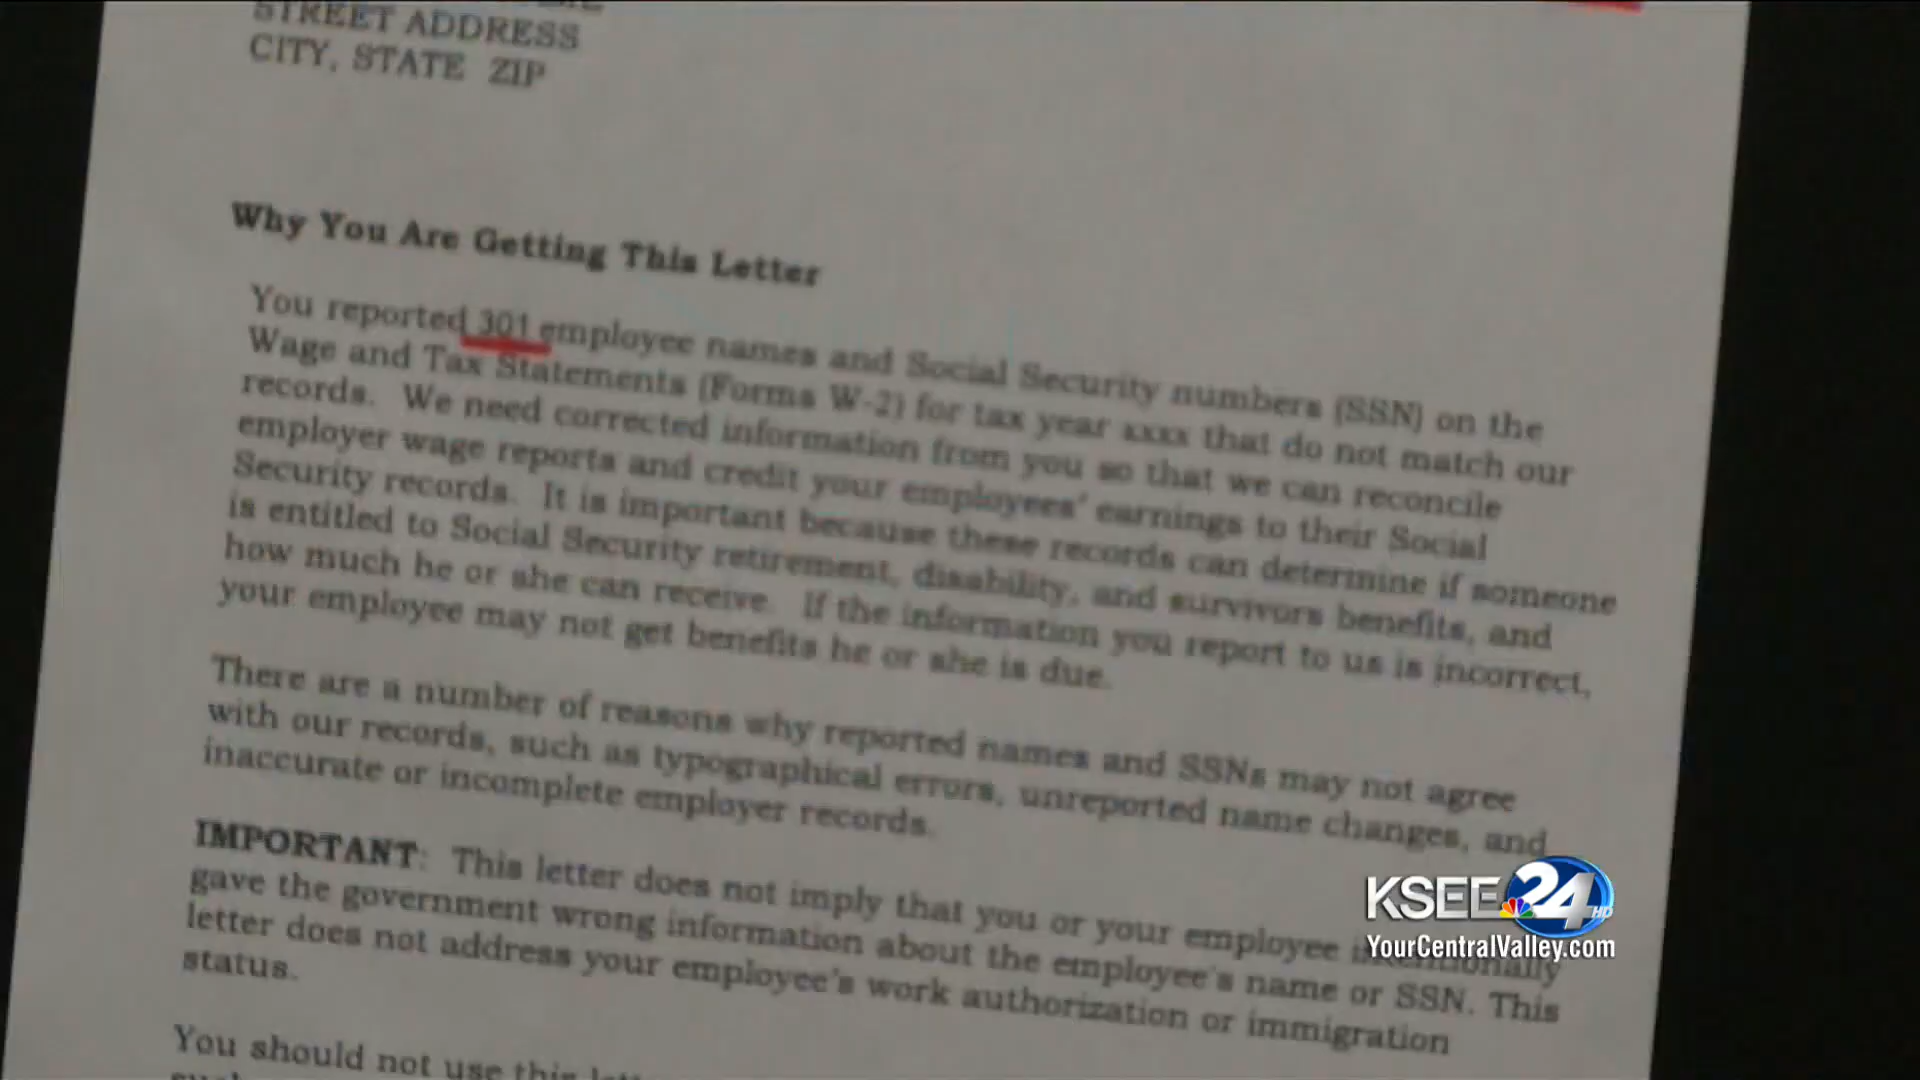 STREET ADDRESS
CITY, STATE ZIP
Why You Are Getting This Letter
You reported 301 employee names and Social Security numbers (SSN) on the
Wage and Tax Statements (Forms W-2) for tax year xxxx that do not match our
records. We need corrected information from you so that we can reconcile
employer wage reports and credit your employees' earnings to their Social
Security records. It is important because these records can determine if someone
is entitled to Social Security retirement, disability, and survivors benefits, and
how much he or she can receive. If the information you report to us is incorrect,
your employee may not get benefits he or she is due.
There are a number of reasons why reported names and SSNs may not agree
with our records, such as typographical errors, unreported name changes, and
inaccurate or incomplete employer records.
IMPORTANT: This letter does not imply that you or your employee intentionally
gave the government wrong information about the employee's name or SSN. This
letter does not address your employee's work authorization or immigration
status.
You should not use this
KSEE 24 HD
YourCentralValley.com